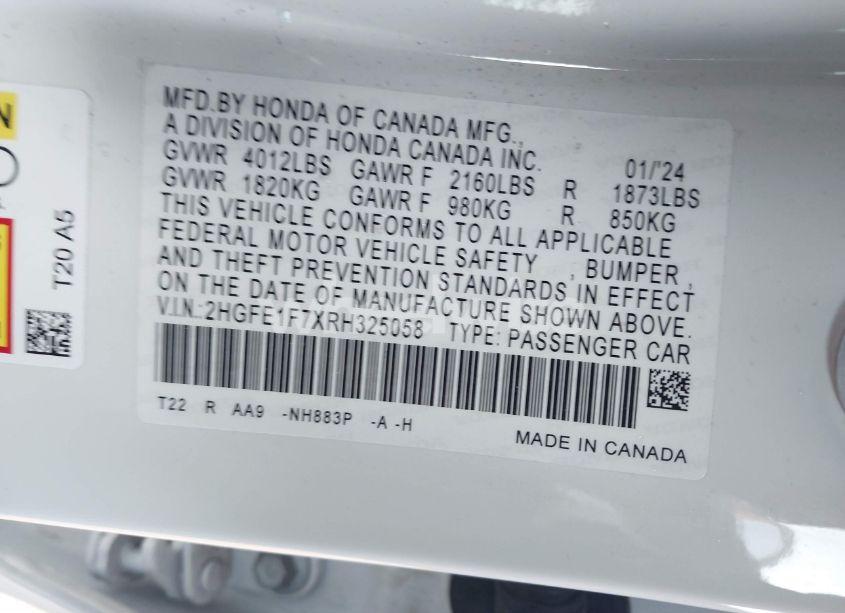 MFD.BY HONDA OF CANADA MFG.,
A DIVISION OF HONDA CANADA INC. 01/'24
GVWR 4012LBS GAWR F 2160LBS R 1873LBS
GVWR 1820KG GAWR F 980KG R 850KG
THIS VEHICLE CONFORMS TO ALL APPLICABLE
FEDERAL MOTOR VEHICLE SAFETY , BUMPER ,
AND THEFT PREVENTION STANDARDS IN EFFECT
ON THE DATE OF MANUFACTURE SHOWN ABOVE.
V.I.N.:2HGFE1F7XRH325058 TYPE: PASSENGER CAR
T22 R AA9 -NH883P -A -H
MADE IN CANADA
T20 A5
N